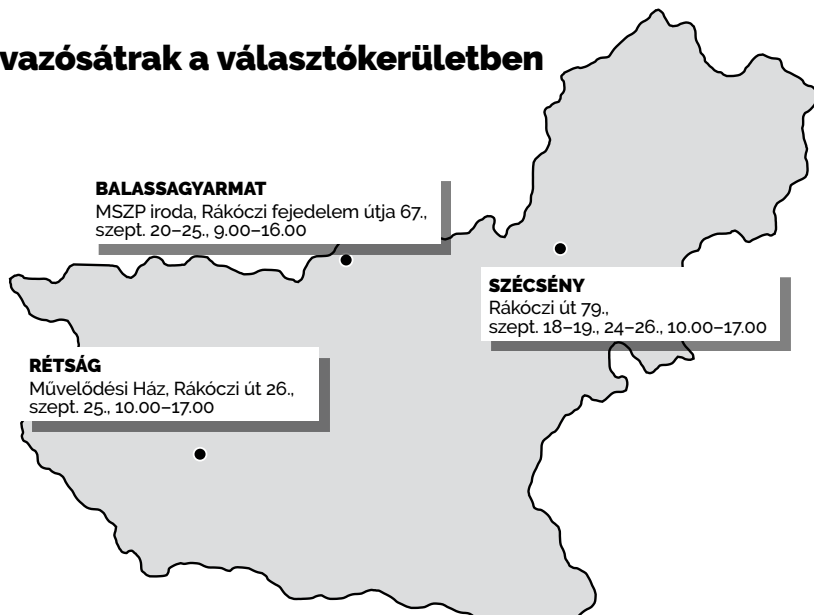 vazósátrak a választókerületben
BALASSAGYARMAT
MSZP iroda, Rákóczi fejedelem útja 67.,
szept. 20–25., 9.00–16.00
SZÉCSÉNY
Rákóczi út 79.,
szept. 18–19., 24–26., 10.00–17.00
RÉTSÁG
Művelődési Ház, Rákóczi út 26.,
szept. 25., 10.00–17.00